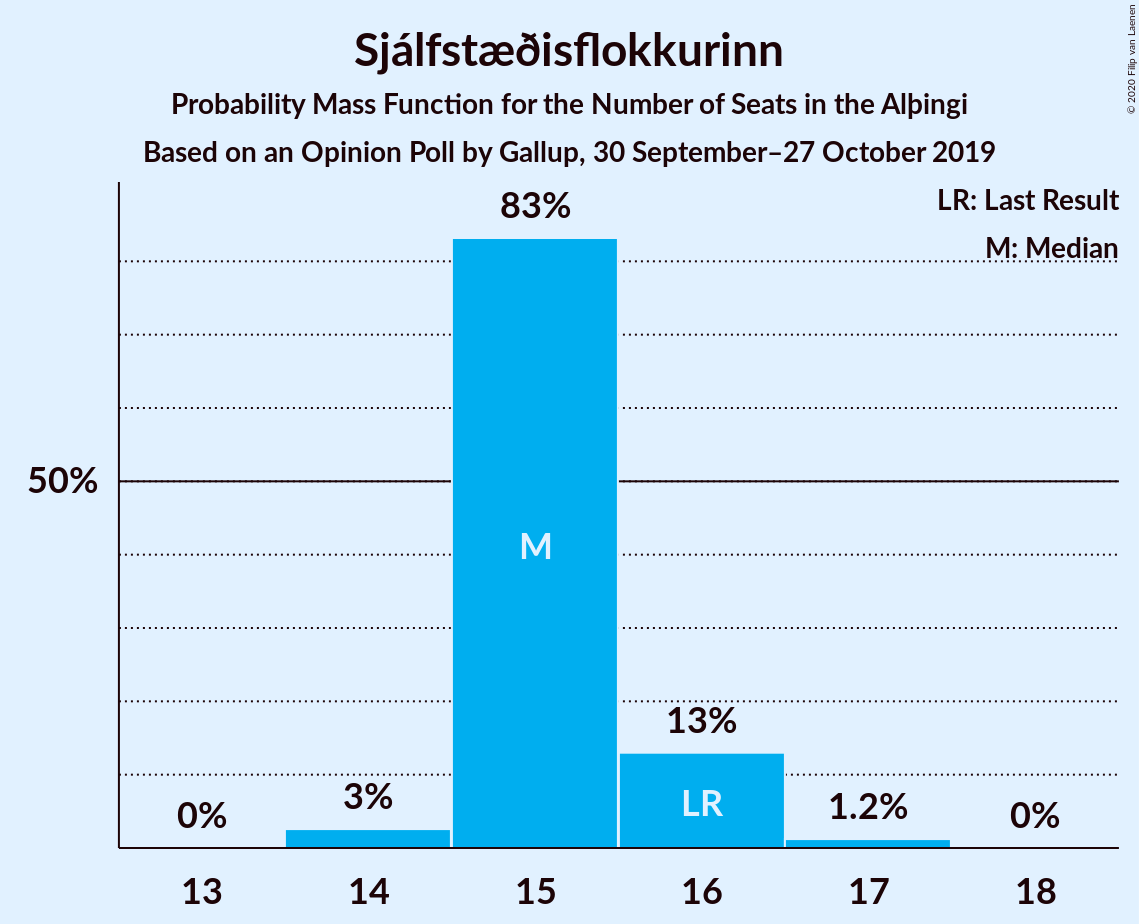 Sjálfstæðisflokkurinn
Probability Mass Function for the Number of Seats in the Alþingi
Based on an Opinion Poll by Gallup, 30 September–27 October 2019
© 2020 Filip van Laenen
LR: Last Result
M: Median
83%
50%
M
13%
3%
LR
1.2%
0%
0%
13 14 15 16 17 18